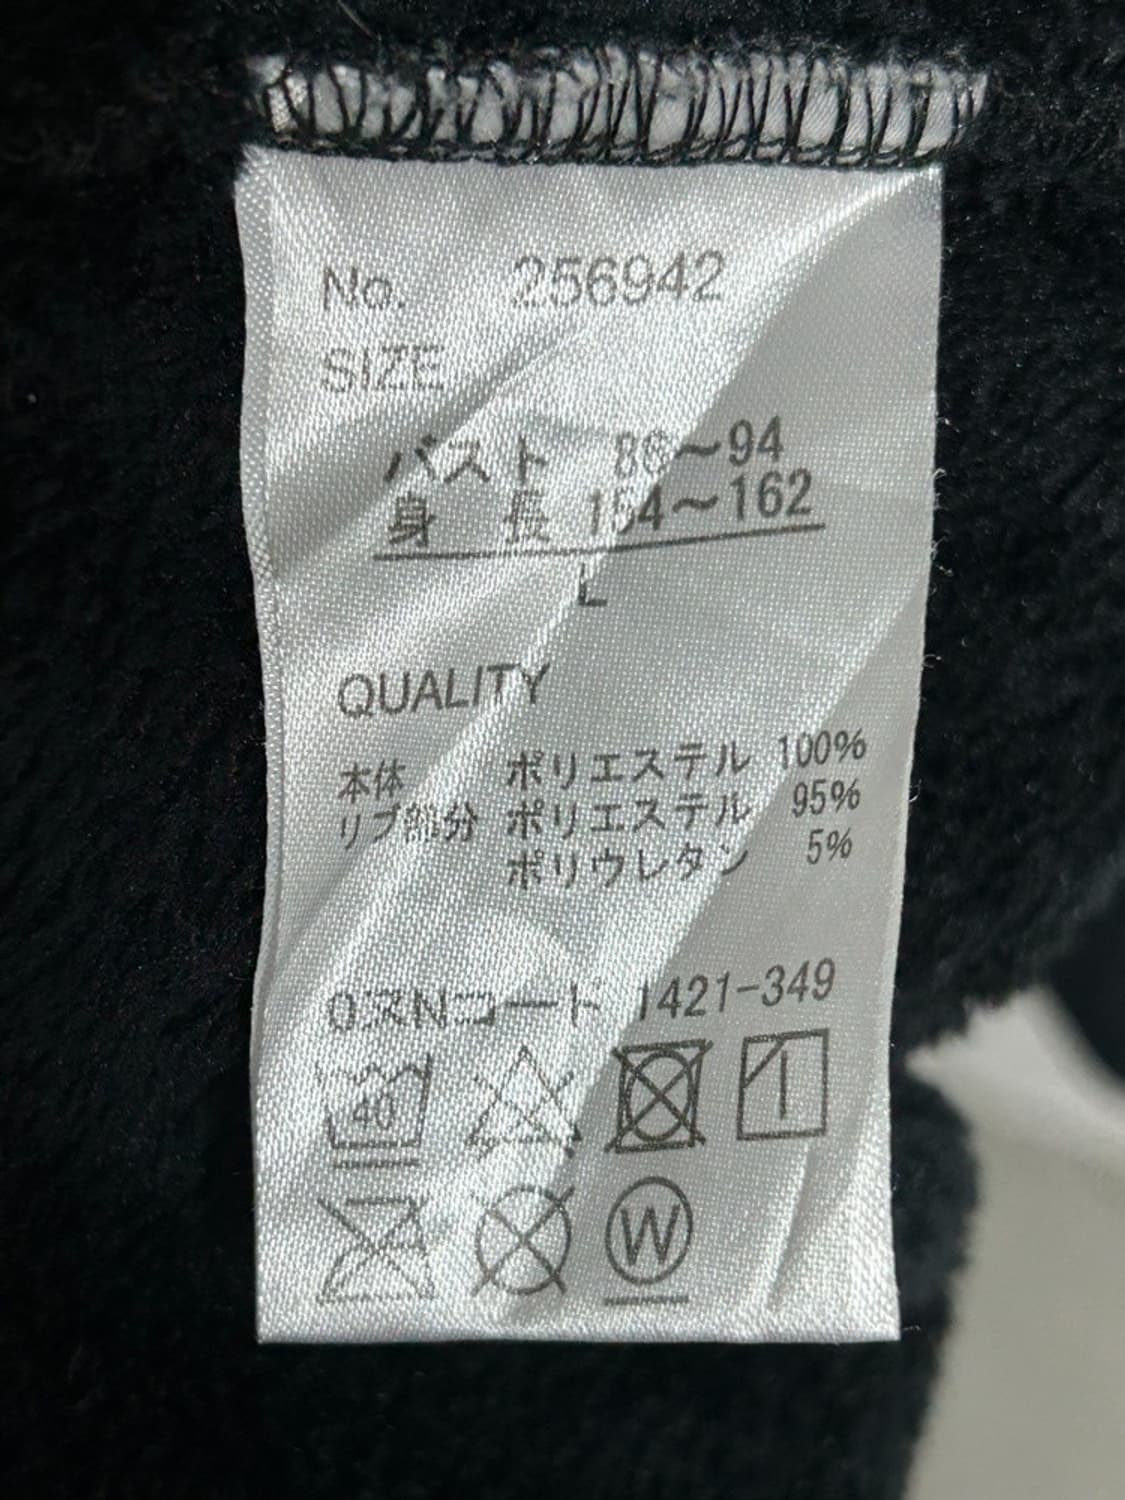 No. 256942
SIZE
バスト 86～94
身 長 154～162
L
QUALITY
本体 ポリエステル 100%
リブ部分 ポリエステル 95%
ポリウレタン 5%
0ヌNコード 1421-349
40
W